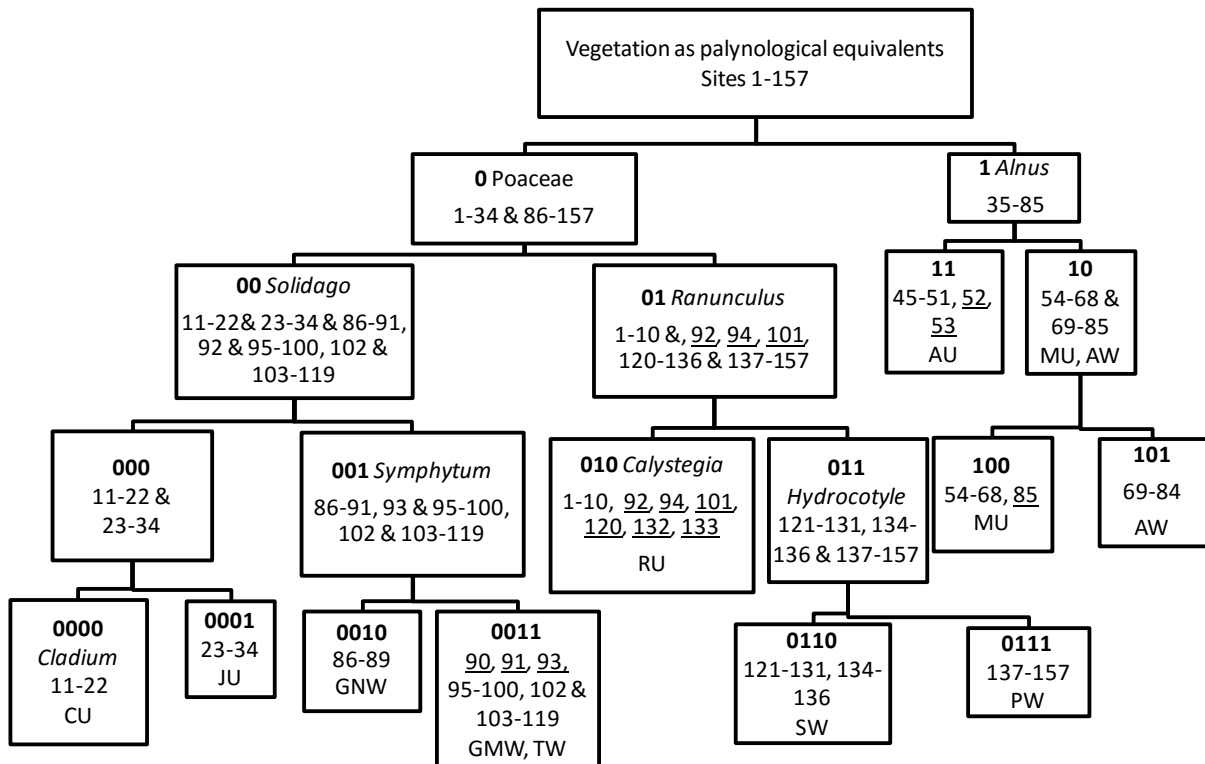 Vegetation as palynological equivalents
Sites 1-157
0 Poaceae
1-34 & 86-157
1 Alnus
35-85
00 Solidago
11-22& 23-34 & 86-91,
92 & 95-100, 102 &
103-119
01 Ranunculus
1-10 &, 92, 94, 101,
120-136 & 137-157
11
45-51, 52,
53
AU
10
54-68 &
69-85
MU, AW
000
11-22 &
23-34
001 Symphytum
86-91, 93 & 95-100,
102 & 103-119
010 Calystegia
1-10, 92, 94, 101,
120, 132, 133
RU
011
Hydrocotyle
121-131, 134-
136 & 137-157
100
54-68, 85
MU
101
69-84
AW
0000
Cladium
11-22
CU
0001
23-34
JU
0010
86-89
GNW
0011
90, 91, 93,
95-100, 102 &
103-119
GMW, TW
0110
121-131, 134-
136
SW
0111
137-157
PW